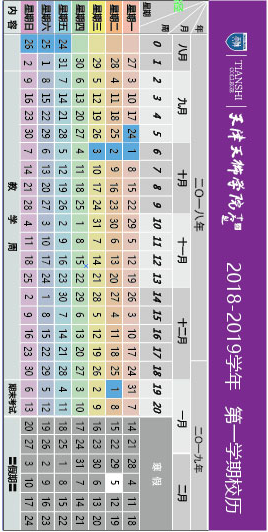 TIANSHI
COLLEGE
天津天狮学院
2018-2019学年 第一学期校历
年 二〇一八年 二〇一九年
月 八月 九月 十月 十一月 十二月 一月 二月
周 0 1 2 3 4 5 6 7 8 9 10 11 12 13 14 15 16 17 18 19 20 寒假
星期
星期一 27 3 10 17 24 1 8 15 22 29 5 12 19 26 3 10 17 24 31 7 14 21 28 4 11 18
星期二 28 4 11 18 25 2 9 16 23 30 6 13 20 27 4 11 18 25 1 8 15 22 29 5 12 19
星期三 29 5 12 19 26 3 10 17 24 31 7 14 21 28 5 12 19 26 2 9 16 23 30 6 13 20
星期四 30 6 13 20 27 4 11 18 25 1 8 15 22 29 6 13 20 27 3 10 17 24 31 7 14 21
星期五 24 31 7 14 21 28 5 12 19 26 2 9 16 23 30 7 14 21 28 4 11 18 25 1 8 15 22
星期六 25 1 8 15 22 29 6 13 20 27 3 10 17 24 1 8 15 22 29 5 12 19 26 2 9 16 23
星期日 26 2 9 16 23 30 7 14 21 28 4 11 18 25 2 9 16 23 30 6 13 20 27 3 10 17 24
内容 教学周 期末考试 〓假期〓